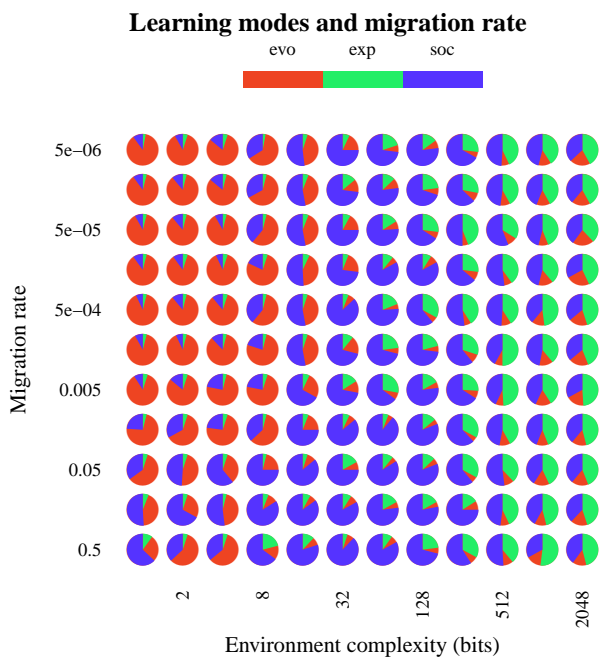 Learning modes and migration rate
evo exp soc
5e−06
5e−05
5e−04
0.005
0.05
0.5
Migration rate
2 8 32 128 512 2048
Environment complexity (bits)